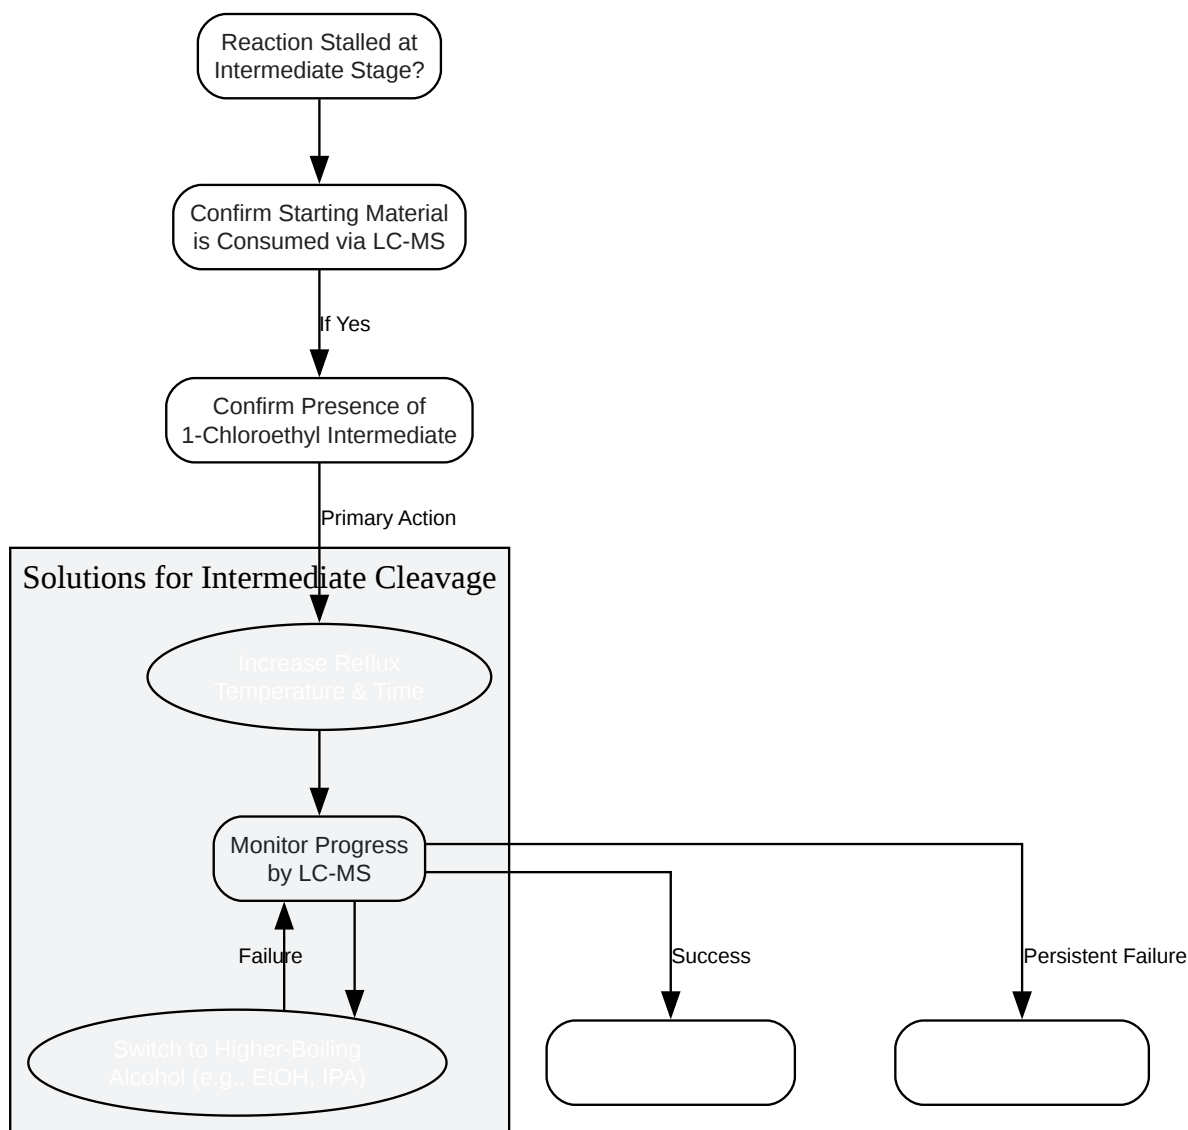 Reaction Stalled at
Intermediate Stage?
Confirm Starting Material
is Consumed via LC-MS
If Yes
Confirm Presence of
1-Chloroethyl Intermediate
Primary Action
Solutions for Intermediate Cleavage
Increase Reflux
Temperature & Time
Monitor Progress
by LC-MS
Failure
Success
Persistent Failure
Switch to Higher-Boiling
Alcohol (e.g., EtOH, IPA)